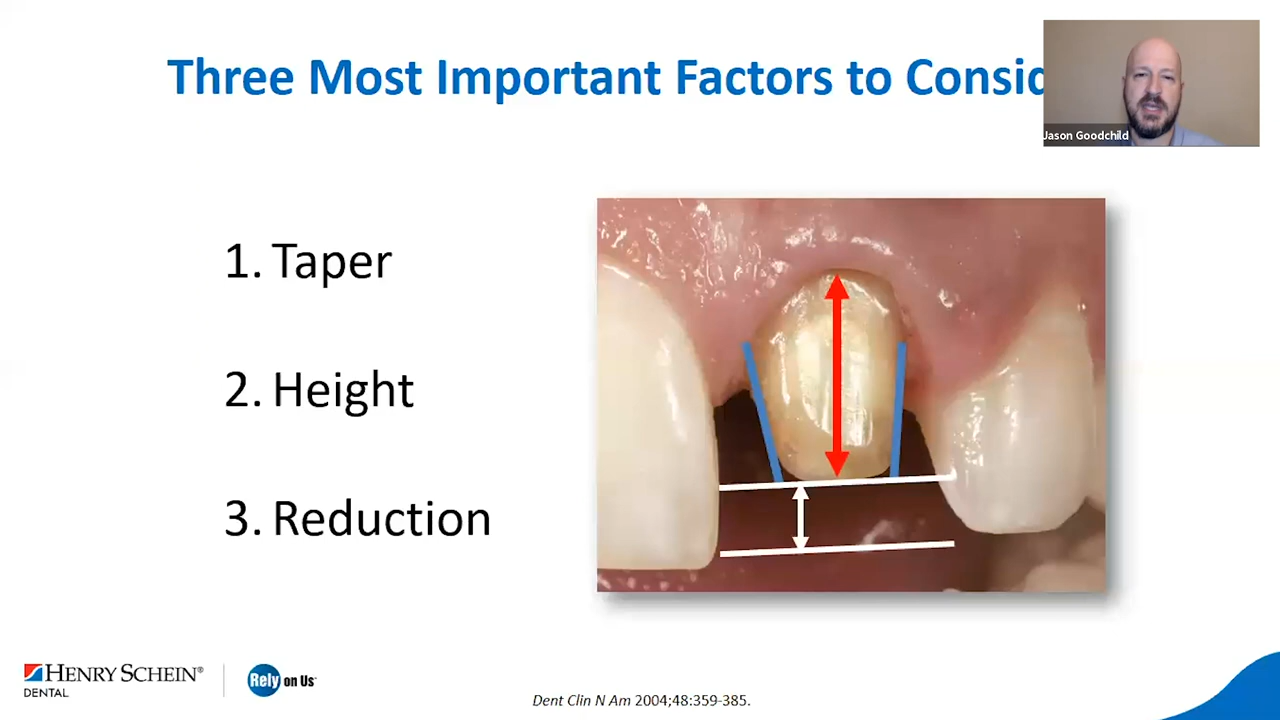 Three Most Important Factors to Consid
Jason Goodchild
1. Taper
2. Height
3. Reduction
HENRY SCHEIN®
DENTAL
Rely on Us
Dent Clin N Am 2004;48:359-385.